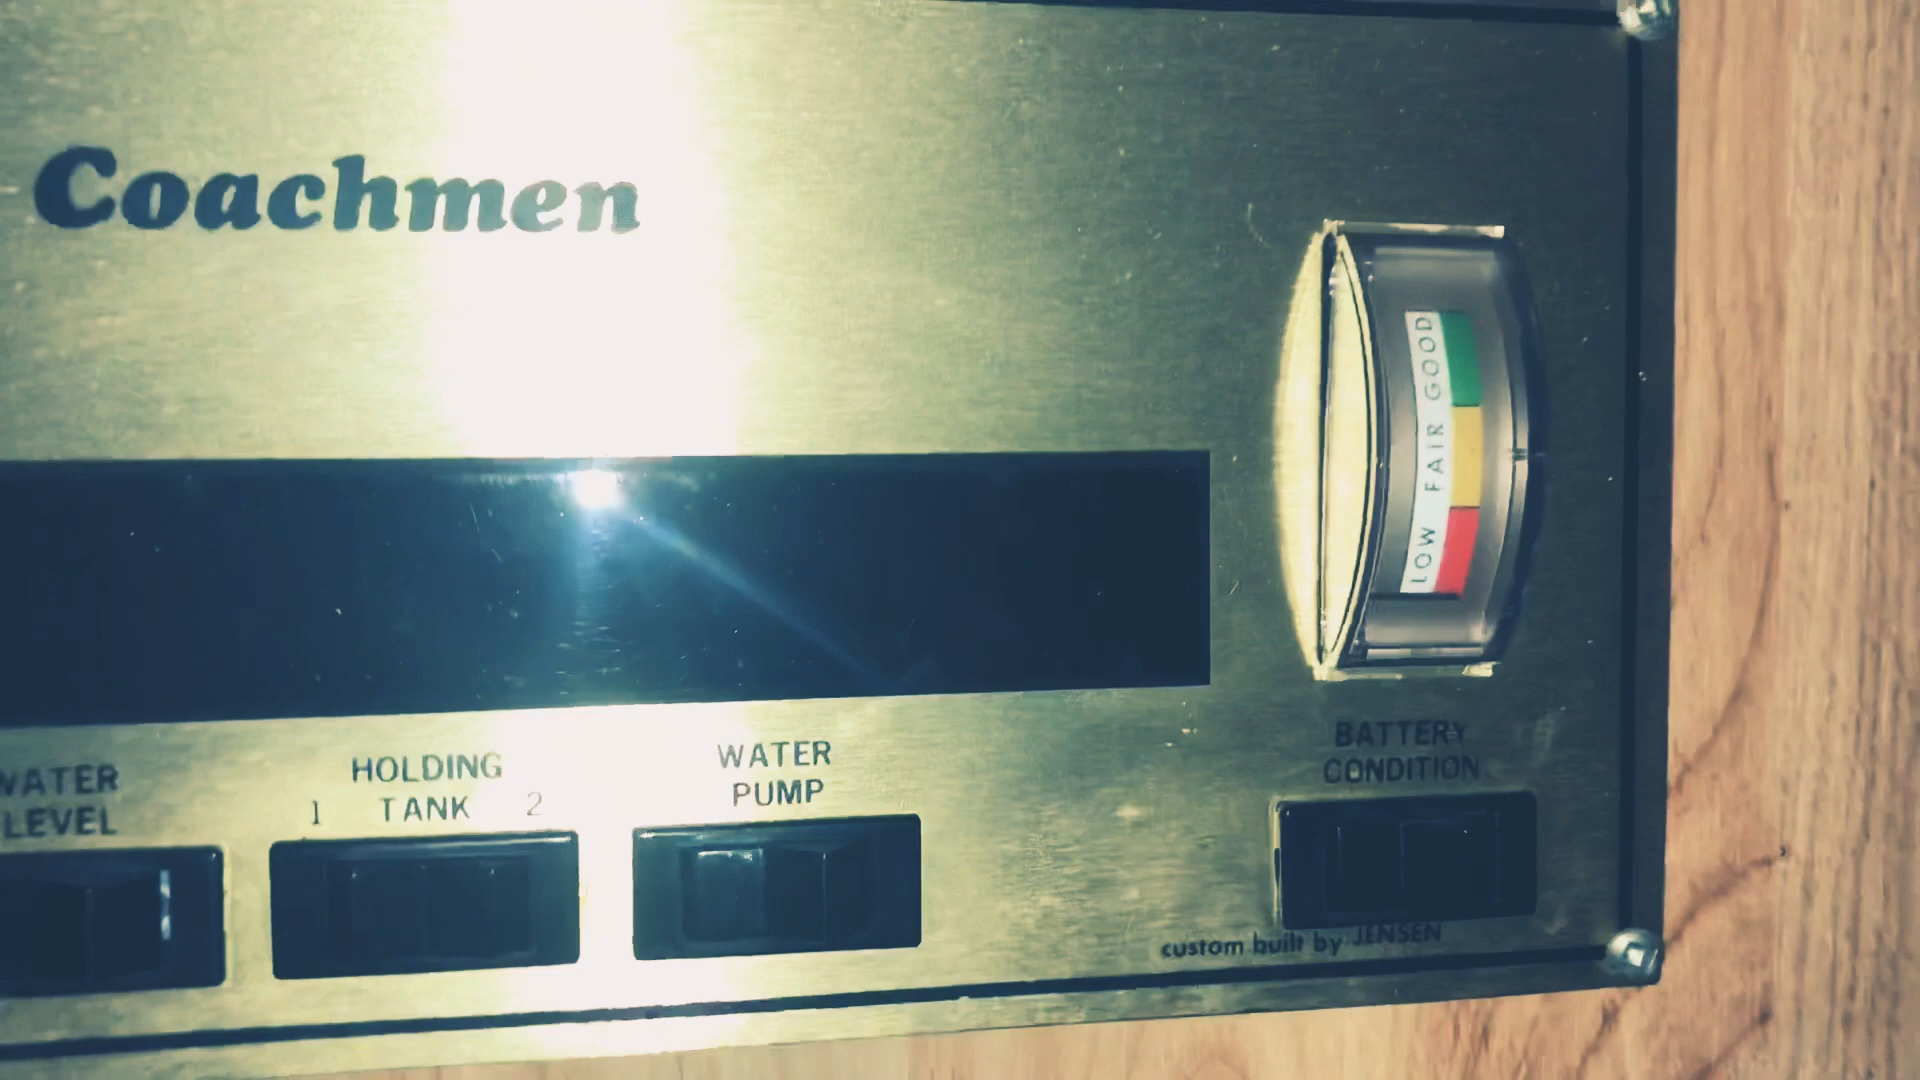 Coachmen
GOOD
FAIR
LOW
WATER
LEVEL
HOLDING
1 TANK 2
WATER
PUMP
BATTERY
CONDITION
custom built by JENSEN